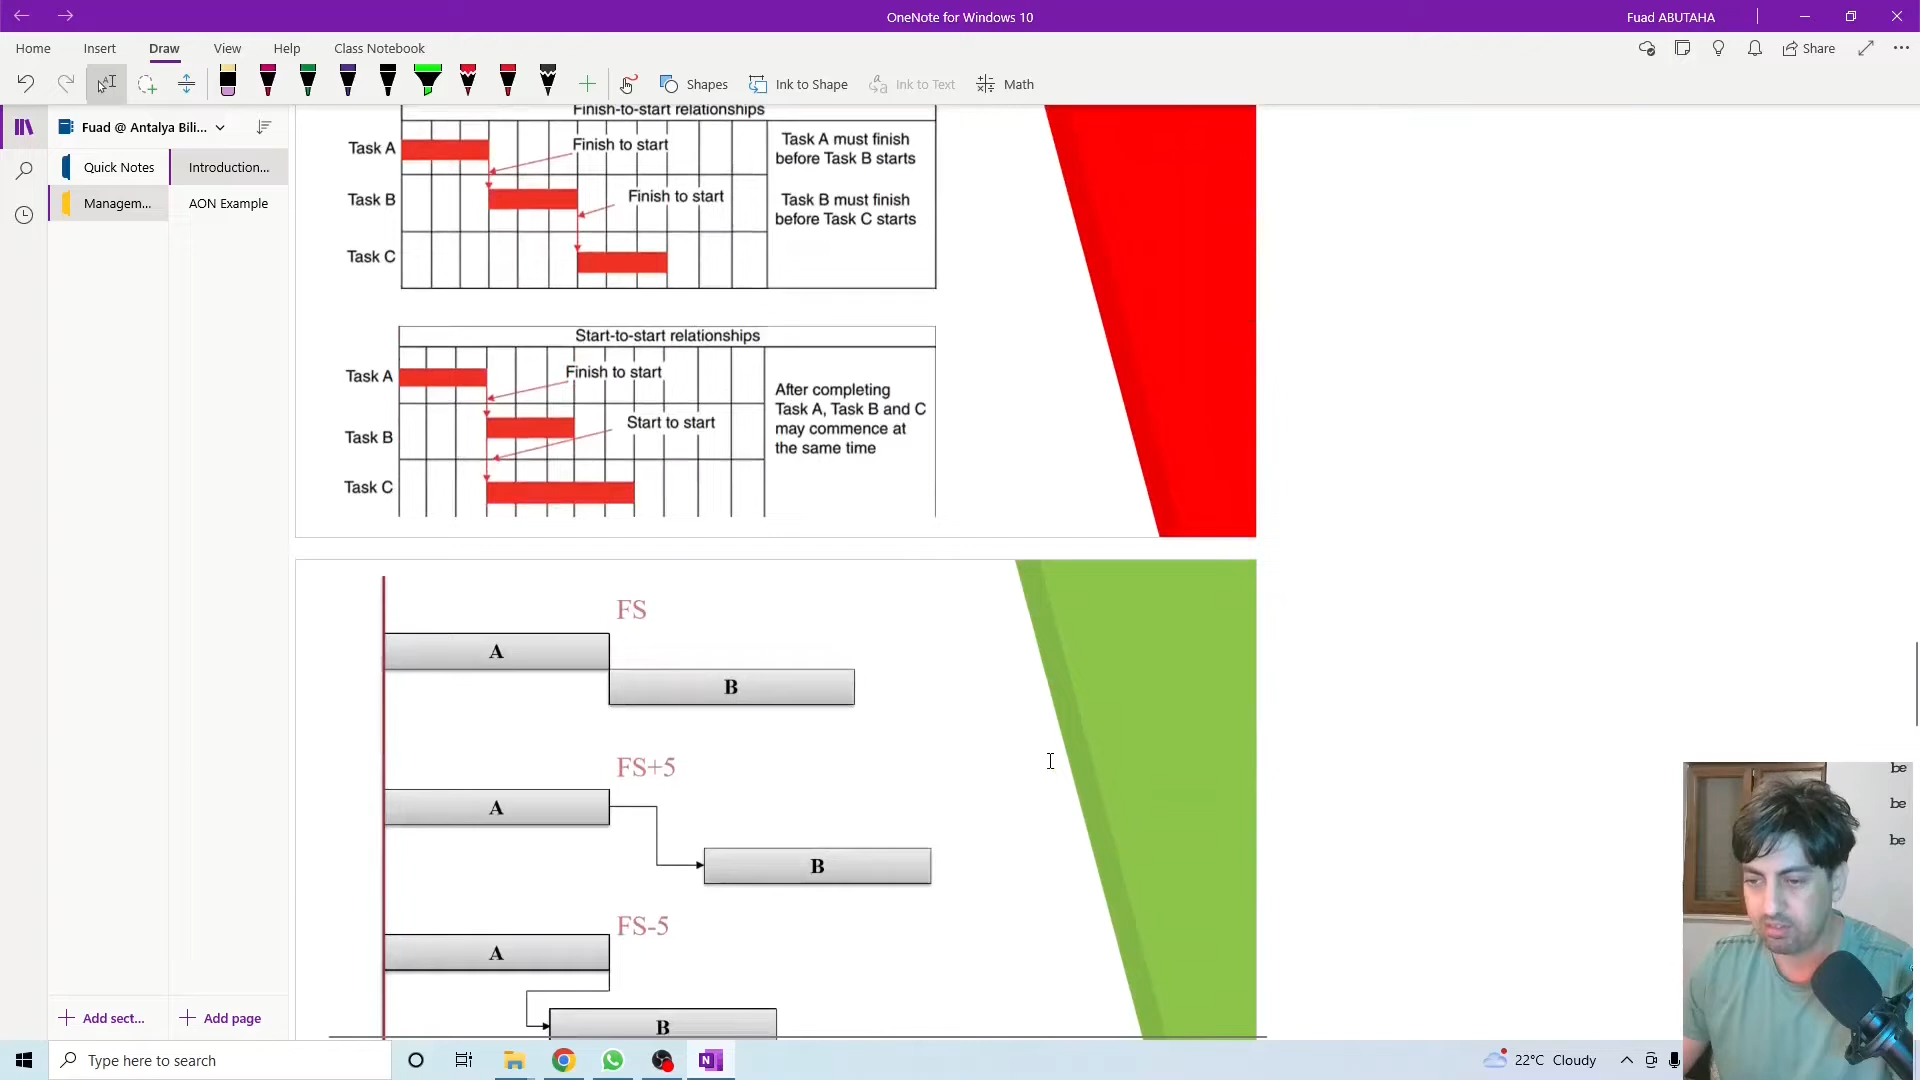 OneNote for Windows 10
Fuad ABUTAHA
Home Insert Draw View Help Class Notebook
Share
Shapes
Ink to Shape
Ink to Text
Math
Fuad @ Antalya Bili...
Quick Notes
Managem...
Introduction...
AON Example
Finish-to-start relationships
Task A
Finish to start
Task A must finish
before Task B starts
Task B
Finish to start
Task B must finish
before Task C starts
Task C
Start-to-start relationships
Task A
Finish to start
After completing
Task A, Task B and C
may commence at
the same time
Task B
Start to start
Task C
FS
A
B
FS+5
A
B
FS-5
A
B
be
be
be
Add sect...
Add page
Type here to search
22°C Cloudy